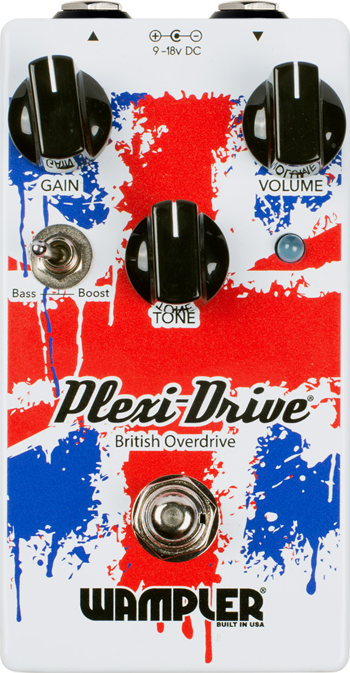 9-18v DC
GAIN
VOLUME
TONE
Bass Boost
Plexi-Drive®
British Overdrive
WAMPLER®
BUILT IN USA